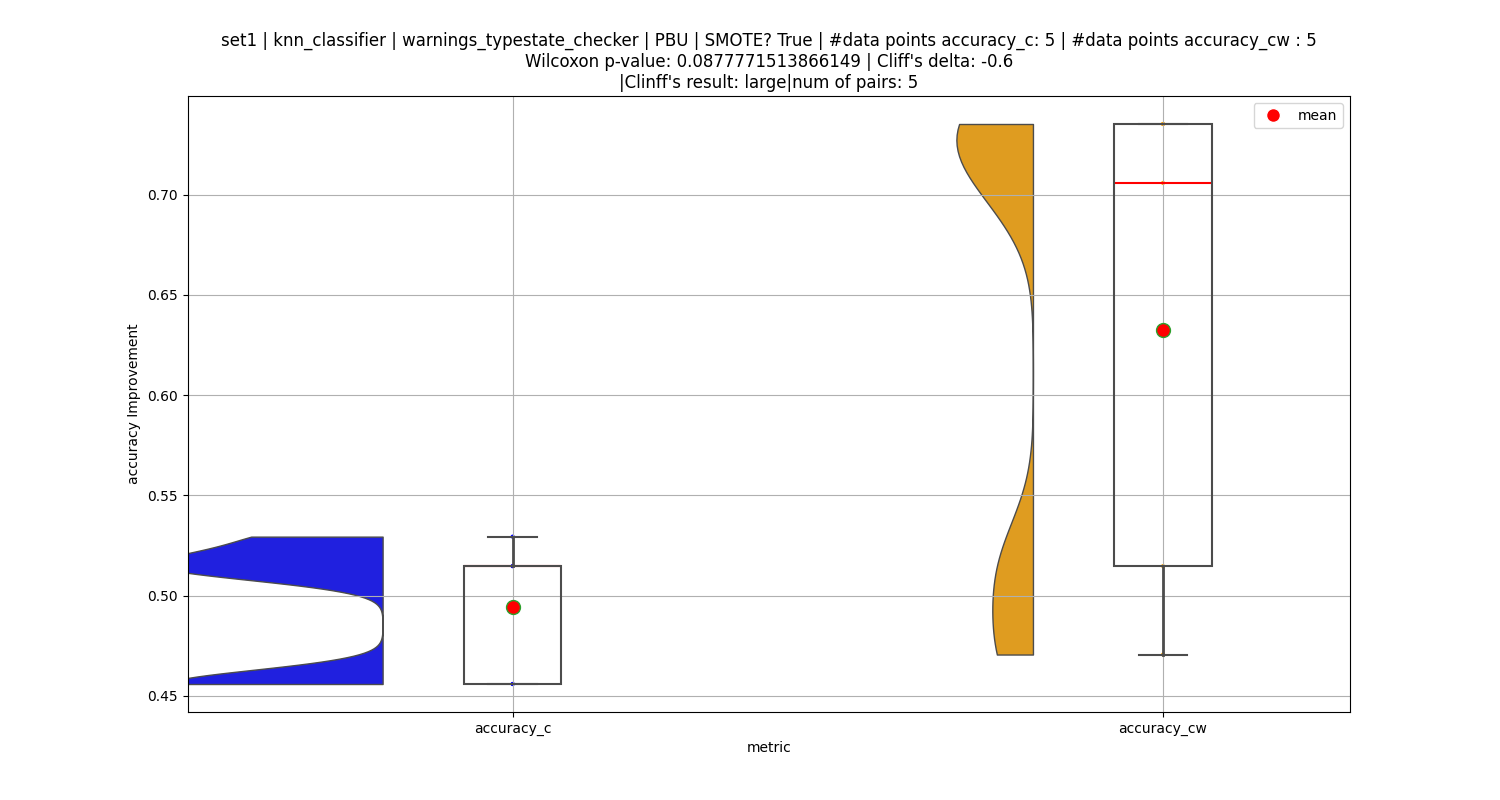 set1 | knn_classifier | warnings_typestate_checker | PBU | SMOTE? True | #data points accuracy_c: 5 | #data points accuracy_cw : 5
Wilcoxon p-value: 0.0877771513866149 | Cliff's delta: -0.6
|Clinff's result: large|num of pairs: 5
mean
0.70
0.65
0.60
0.55
0.50
0.45
accuracy Improvement
accuracy_c
accuracy_cw
metric